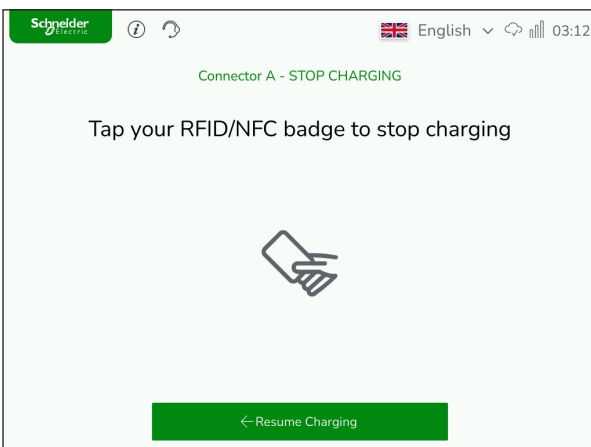 Schneider
Electric
i
English
03:12
Connector A - STOP CHARGING
Tap your RFID/NFC badge to stop charging
←Resume Charging